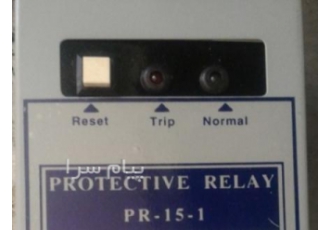 Reset Trip Normal
پیام سرا
PROTECTIVE RELAY
PR-15-1